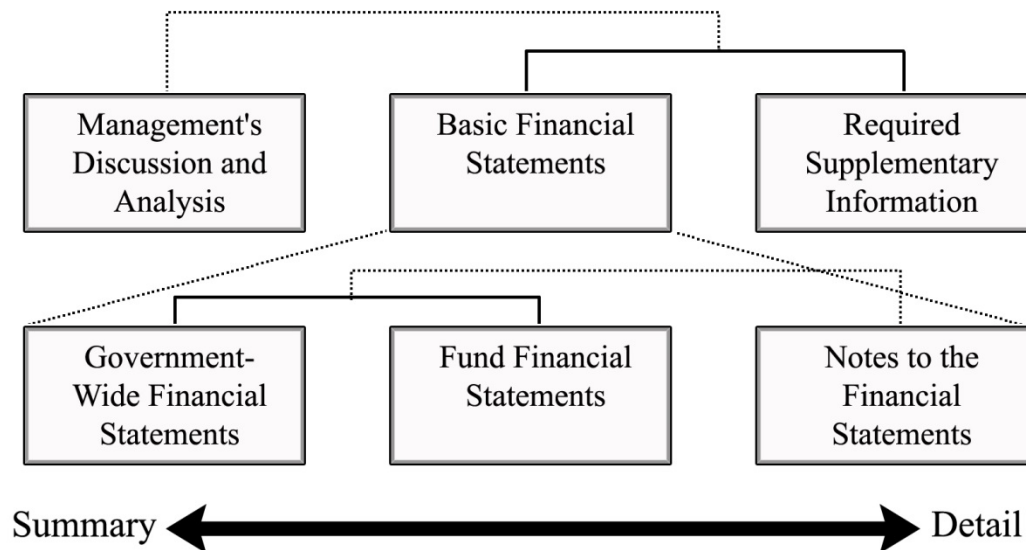 Management's
Discussion and
Analysis
Basic Financial
Statements
Required
Supplementary
Information
Government-
Wide Financial
Statements
Fund Financial
Statements
Notes to the
Financial
Statements
Summary
Detail